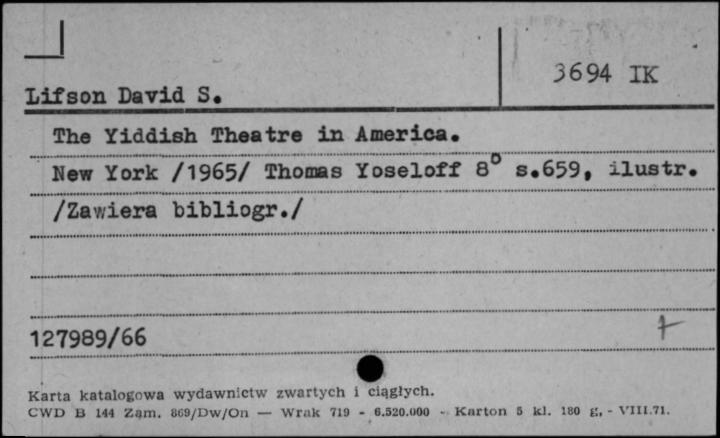 3694 IK
Lifson David S.
The Yiddish Theatre in America.
New York /1965/ Thomas Yoseloff 8° s.659, ilustr.
/Zawiera bibliogr./
127989/66
Karta katalogowa wydawnictw zwartych i ciągłych.
CWD B 144 Zam. 869/Dw/On — Wrak 719 - 6.520.000 - Karton 5 kl. 180 g, - VIII.71.